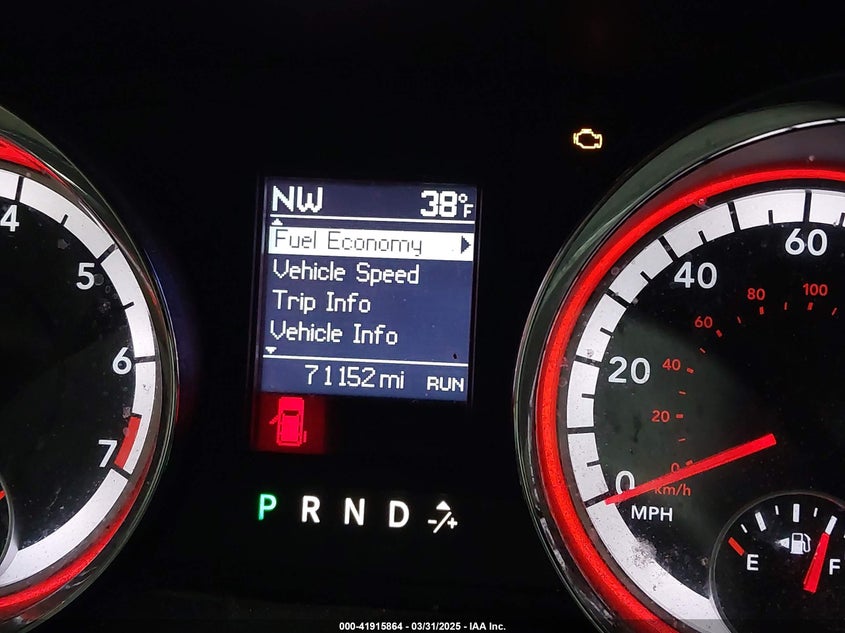 NW 38°F
Fuel Economy
Vehicle Speed
Trip Info
Vehicle Info
71152 mi RUN
P R N D -/+
4
5
6
7
0
20
40
60
MPH
0
20
40
60
80
100
km/h
E F
000-41915864 - 03/31/2025 - IAA Inc.